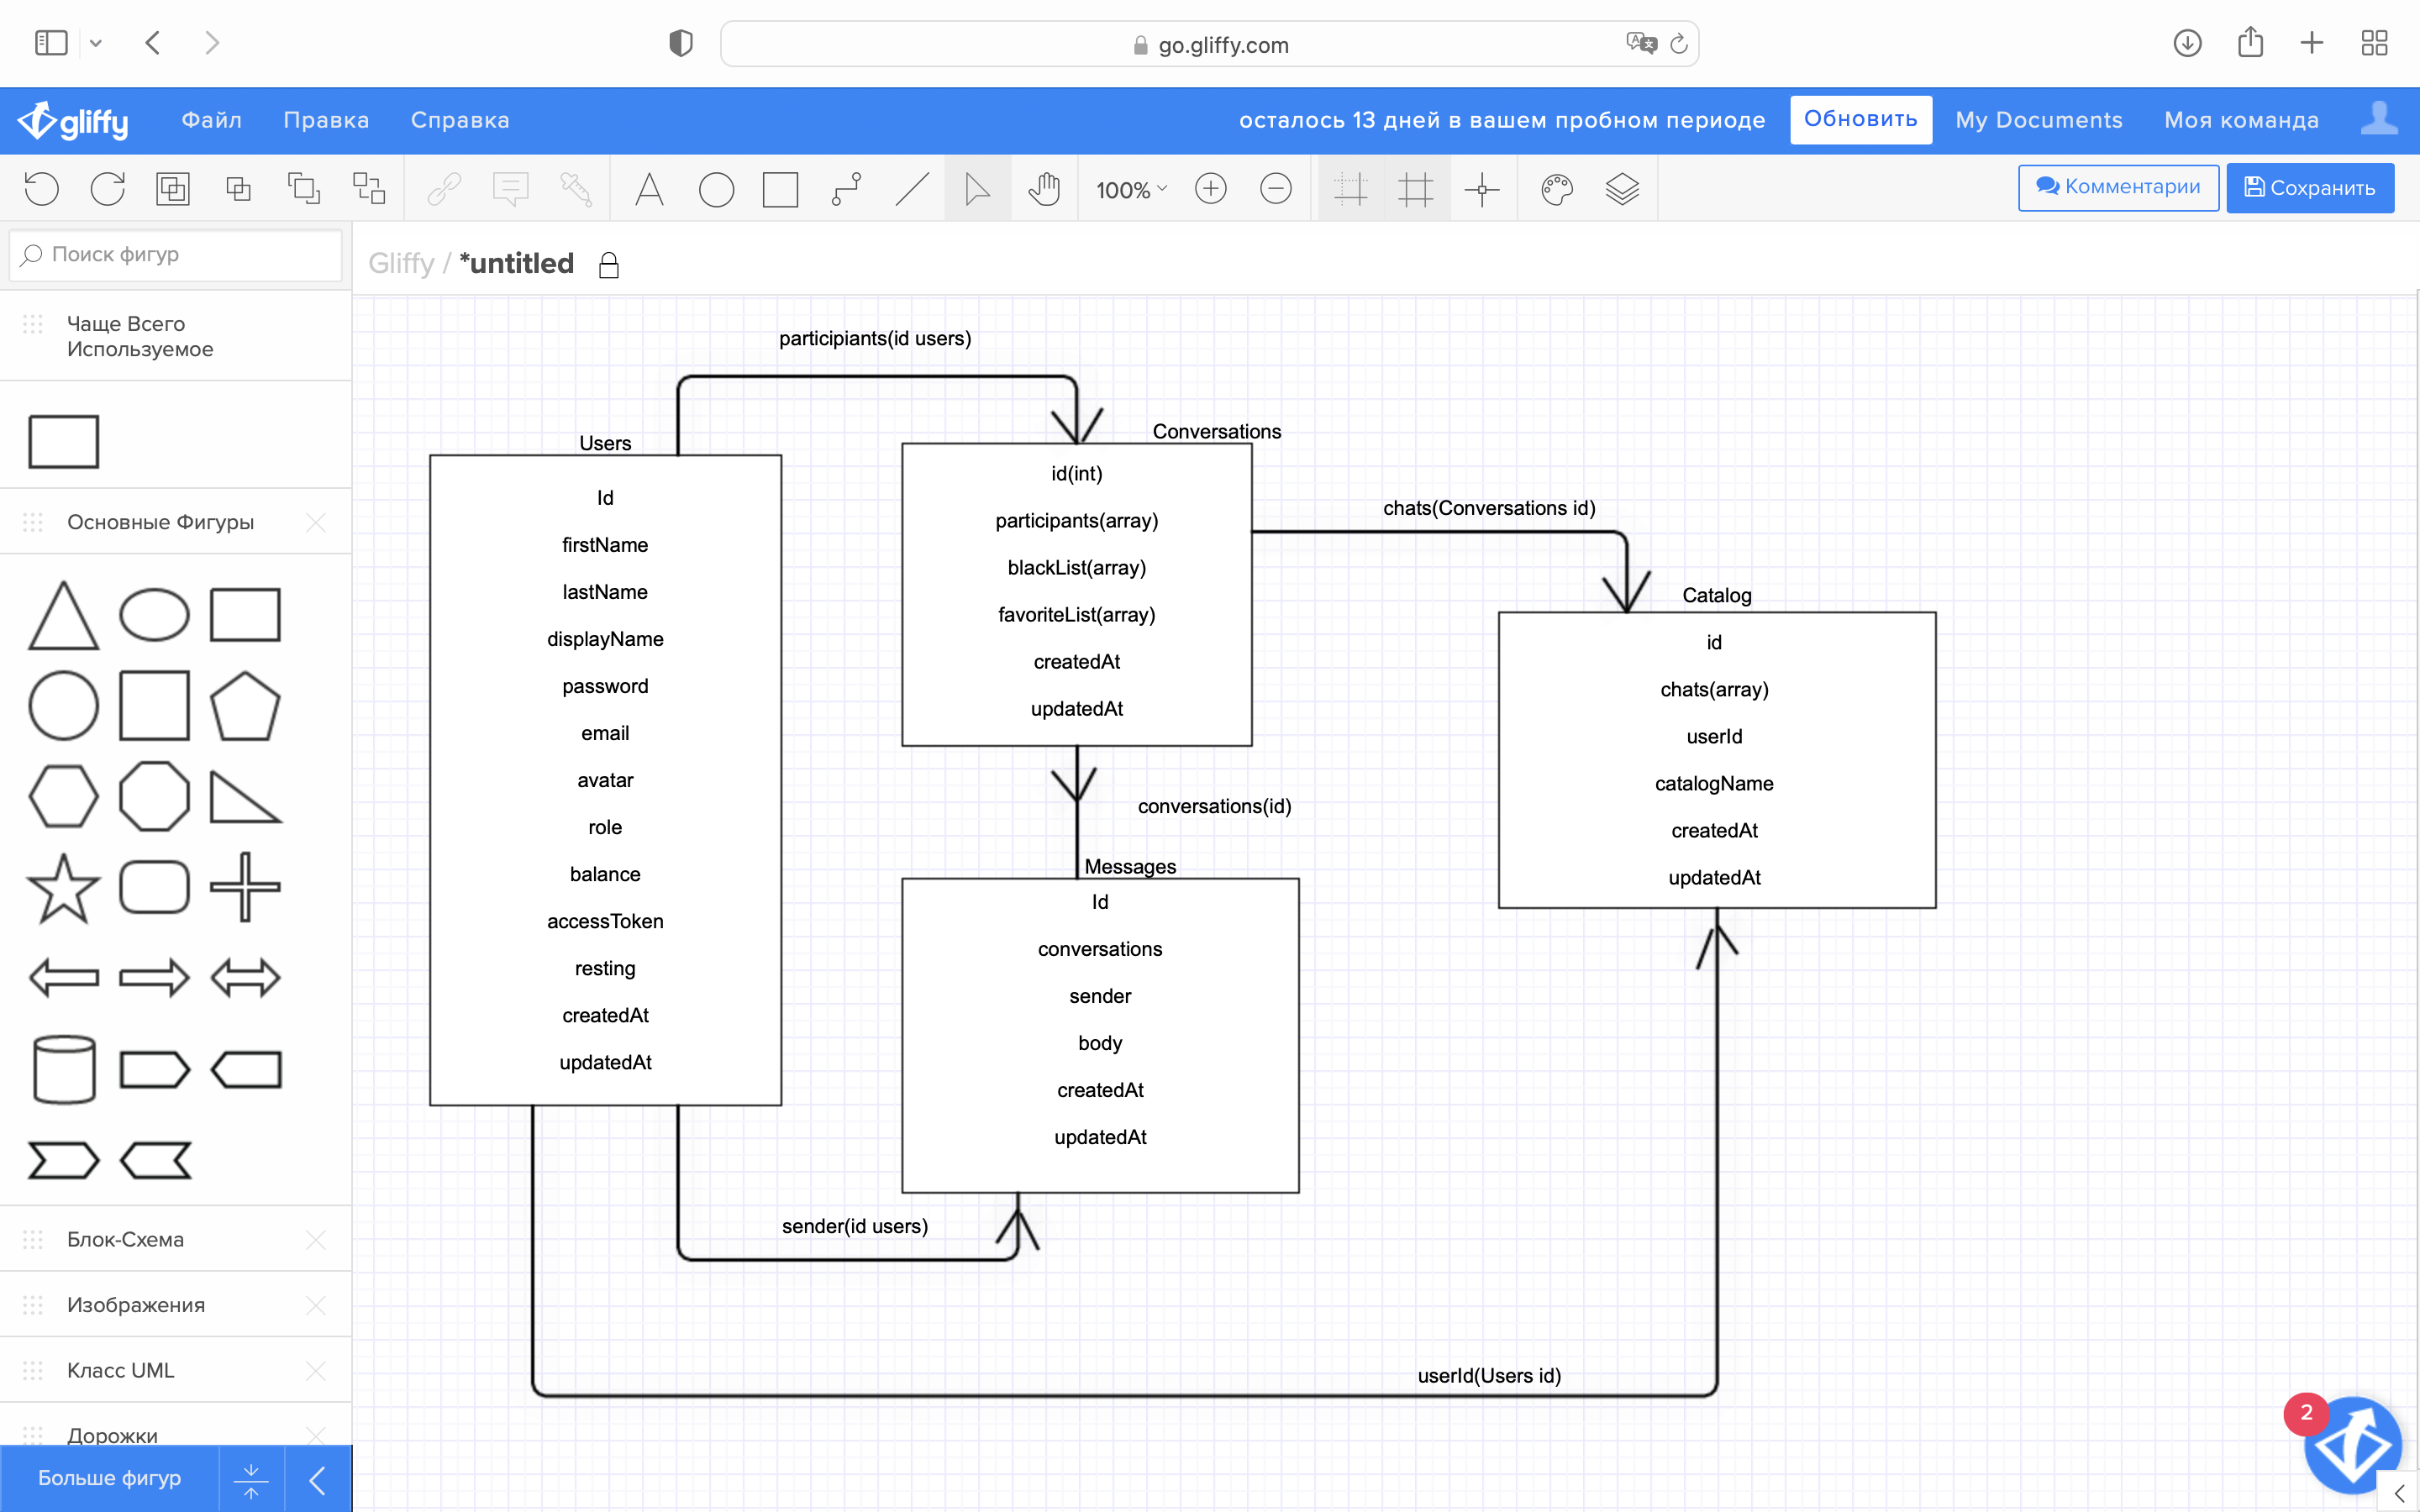 go.gliffy.com
gliffy
Файл
Правка
Справка
осталось 13 дней в вашем пробном периоде
Обновить
My Documents
Моя команда
100%
Комментарии
Сохранить
Поиск фигур
Gliffy / *untitled
Чаще Всего
Используемое
Основные Фигуры
Блок-Схема
Изображения
Класс UML
Дорожки
Больше фигур
participiants(id users)
Users
Id
firstName
lastName
displayName
password
email
avatar
role
balance
accessToken
resting
createdAt
updatedAt
Conversations
id(int)
participants(array)
blackList(array)
favoriteList(array)
createdAt
updatedAt
chats(Conversations id)
Catalog
id
chats(array)
userId
catalogName
createdAt
updatedAt
conversations(id)
Messages
Id
conversations
sender
body
createdAt
updatedAt
sender(id users)
userId(Users id)
2